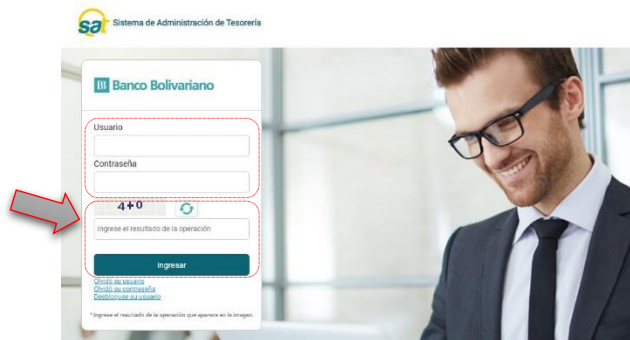 sat Sistema de Administración de Tesorería
BB Banco Bolivariano
Usuario
Contraseña
4+0
Ingrese el resultado de la operación
Ingresar
Olvidó su usuario
Olvidó su contraseña
Desbloquee su usuario
*Ingrese el resultado de la operación que aparece en la imagen.